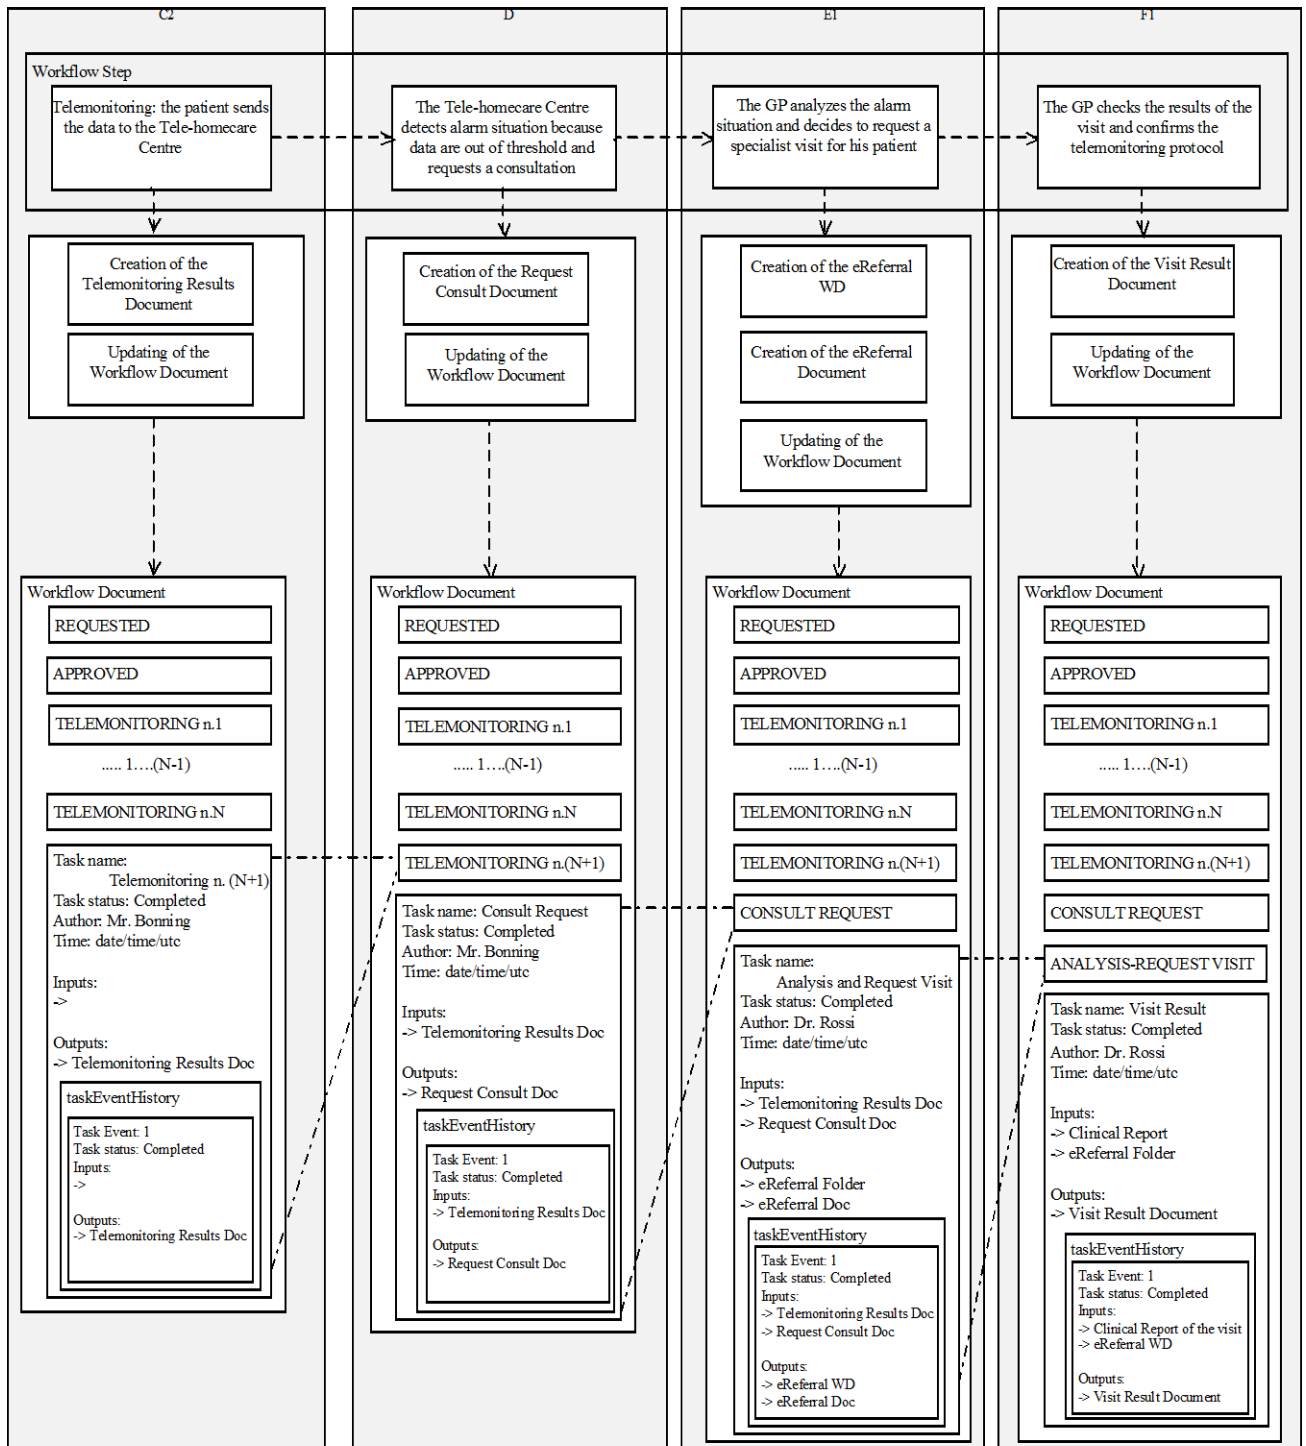 C2
D
E1
F1
Workflow Step
Telemonitoring: the patient sends
the data to the Tele-homecare
Centre
The Tele-homecare Centre
detects alarm situation because
data are out of threshold and
requests a consultation
The GP analyzes the alarm
situation and decides to request a
specialist visit for his patient
The GP checks the results of the
visit and confirms the
telemonitoring protocol
Creation of the
Telemonitoring Results
Document
Updating of the
Workflow Document
Creation of the Request
Consult Document
Updating of the
Workflow Document
Creation of the eReferral
WD
Creation of the eReferral
Document
Updating of the
Workflow Document
Creation of the Visit Result
Document
Updating of the
Workflow Document
Workflow Document
REQUESTED
APPROVED
TELEMONITORING n.1
..... 1....(N-1)
TELEMONITORING n.N
Task name:
Telemonitoring n. (N+1)
Task status: Completed
Author: Mr. Bonning
Time: date/time/utc
Inputs:
->
Outputs:
-> Telemonitoring Results Doc
taskEventHistory
Task Event: 1
Task status: Completed
Inputs:
->
Outputs:
-> Telemonitoring Results Doc
Workflow Document
REQUESTED
APPROVED
TELEMONITORING n.1
..... 1....(N-1)
TELEMONITORING n.N
TELEMONITORING n.(N+1)
Task name: Consult Request
Task status: Completed
Author: Mr. Bonning
Time: date/time/utc
Inputs:
-> Telemonitoring Results Doc
Outputs:
-> Request Consult Doc
taskEventHistory
Task Event: 1
Task status: Completed
Inputs:
-> Telemonitoring Results Doc
Outputs:
-> Request Consult Doc
Workflow Document
REQUESTED
APPROVED
TELEMONITORING n.1
..... 1....(N-1)
TELEMONITORING n.N
TELEMONITORING n.(N+1)
CONSULT REQUEST
Task name:
Analysis and Request Visit
Task status: Completed
Author: Dr. Rossi
Time: date/time/utc
Inputs:
-> Telemonitoring Results Doc
-> Request Consult Doc
Outputs:
-> eReferral Folder
-> eReferral Doc
taskEventHistory
Task Event: 1
Task status: Completed
Inputs:
-> Telemonitoring Results Doc
-> Request Consult Doc
Outputs:
-> eReferral WD
-> eReferral Doc
Workflow Document
REQUESTED
APPROVED
TELEMONITORING n.1
..... 1....(N-1)
TELEMONITORING n.N
TELEMONITORING n.(N+1)
CONSULT REQUEST
ANALYSIS-REQUEST VISIT
Task name: Visit Result
Task status: Completed
Author: Dr. Rossi
Time: date/time/utc
Inputs:
-> Clinical Report
-> eReferral Folder
Outputs:
-> Visit Result Document
taskEventHistory
Task Event: 1
Task status: Completed
Inputs:
-> Clinical Report of the visit
-> eReferral WD
Outputs:
-> Visit Result Document